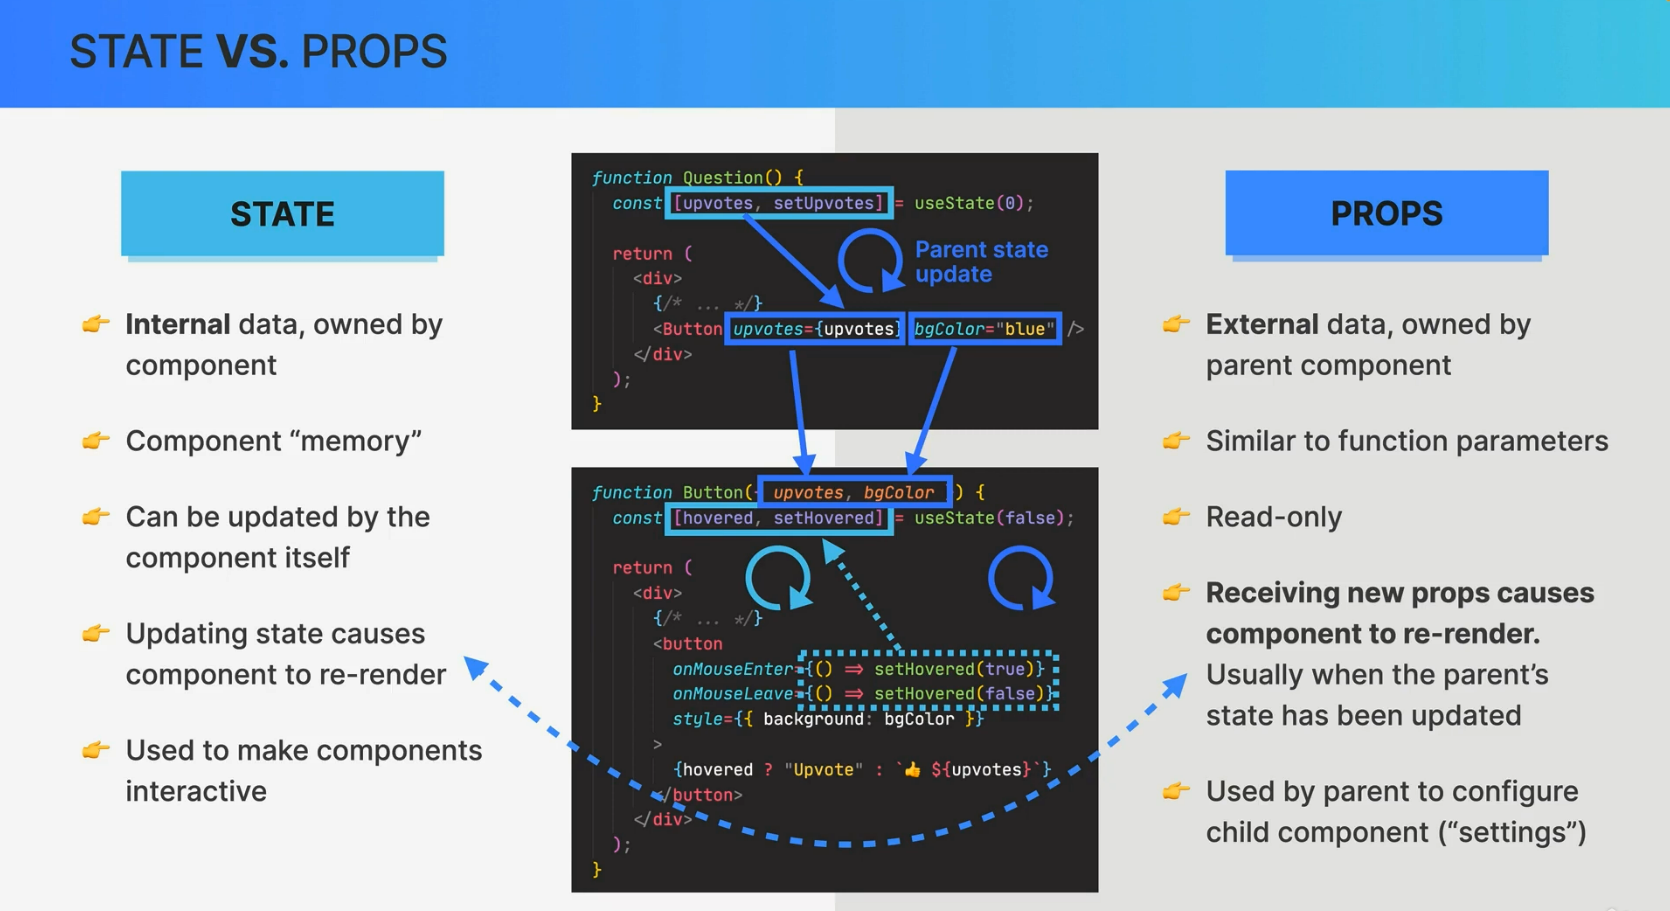 STATE VS. PROPS
STATE
👉 Internal data, owned by
component
👉 Component “memory”
👉 Can be updated by the
component itself
👉 Updating state causes
component to re-render
👉 Used to make components
interactive
function Question() {
const [upvotes, setUpvotes] = useState(0);
return (
<div>
{/* ... */}
<Button upvotes={upvotes} bgColor="blue" />
</div>
);
}
Parent state
update
function Button({ upvotes, bgColor }) {
const [hovered, setHovered] = useState(false);
return (
<div>
{/* ... */}
<button
onMouseEnter={() => setHovered(true)}
onMouseLeave={() => setHovered(false)}
style={{ background: bgColor }}
>
{hovered ? "Upvote" : `👍 ${upvotes}`}
</button>
</div>
);
}
PROPS
👉 External data, owned by
parent component
👉 Similar to function parameters
👉 Read-only
👉 Receiving new props causes
component to re-render.
Usually when the parent’s
state has been updated
👉 Used by parent to configure
child component (“settings”)